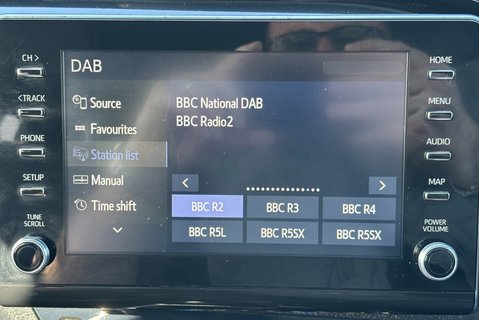 CH >
< TRACK
PHONE
SETUP
TUNE
SCROLL
DAB
Source
Favourites
Station list
Manual
Time shift
BBC National DAB
BBC Radio2
BBC R2
BBC R3
BBC R4
BBC R5L
BBC R5SX
BBC R5SX
HOME
MENU
AUDIO
MAP
POWER
VOLUME